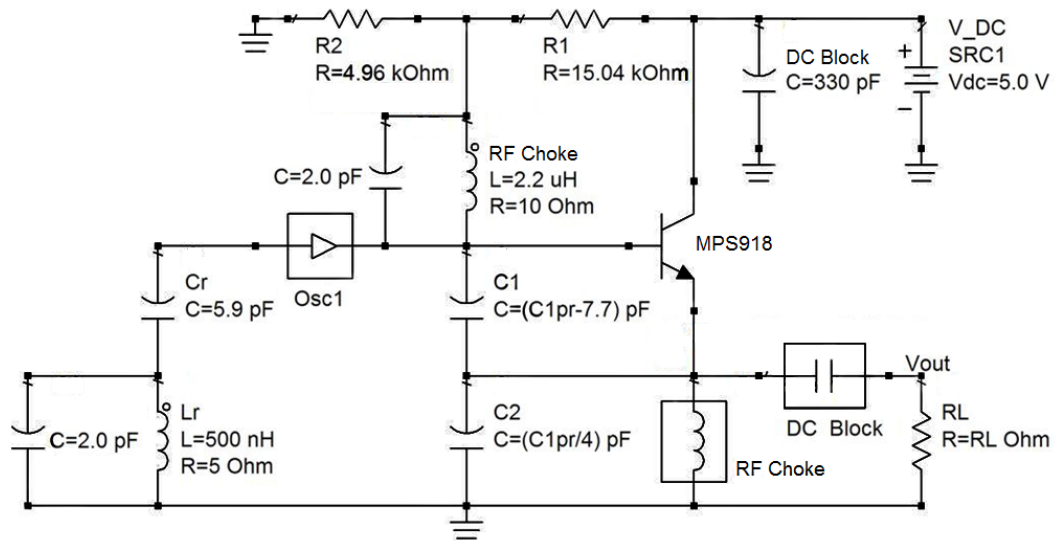 R2
R=4.96 kOhm
R1
R=15.04 kOhm
DC Block
C=330 pF
V_DC
SRC1
Vdc=5.0 V
+
−
C=2.0 pF
RF Choke
L=2.2 uH
R=10 Ohm
MPS918
Osc1
Cr
C=5.9 pF
C1
C=(C1pr-7.7) pF
Vout
C=2.0 pF
Lr
L=500 nH
R=5 Ohm
C2
C=(C1pr/4) pF
RF Choke
DC Block
RL
R=RL Ohm